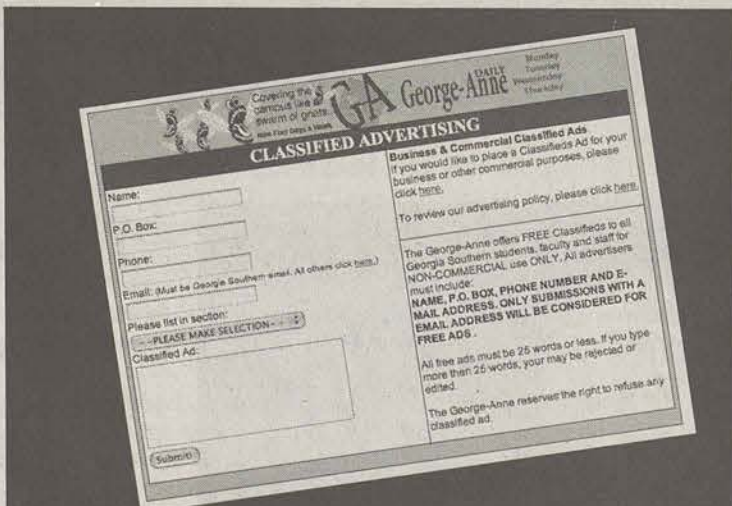 Covering the
campus like a
swarm of gnats.
Now Four Days a Week
GA George-Anne DAILY
Monday
Tuesday
Wednesday
Thursday
CLASSIFIED ADVERTISING
Name:
P.O. Box:
Phone:
Email: (Must be Georgia Southern email. All others click here.)
Please list in section:
--PLEASE MAKE SELECTION--
Classified Ad:
Submit!
Business & Commercial Classified Ads
If you would like to place a Classifieds Ad for your
business or other commercial purposes, please
click here.
To review our advertising policy, please click here.
The George-Anne offers FREE Classifieds to all
Georgia Southern students, faculty and staff for
NON-COMMERCIAL use ONLY. All advertisers
must include:
NAME, P.O. BOX, PHONE NUMBER AND E-
MAIL ADDRESS. ONLY SUBMISSIONS WITH A
EMAIL ADDRESS WILL BE CONSIDERED FOR
FREE ADS .
All free ads must be 25 words or less. If you type
more then 25 words, your may be rejected or
edited.
The George-Anne reserves the right to refuse any
classified ad.